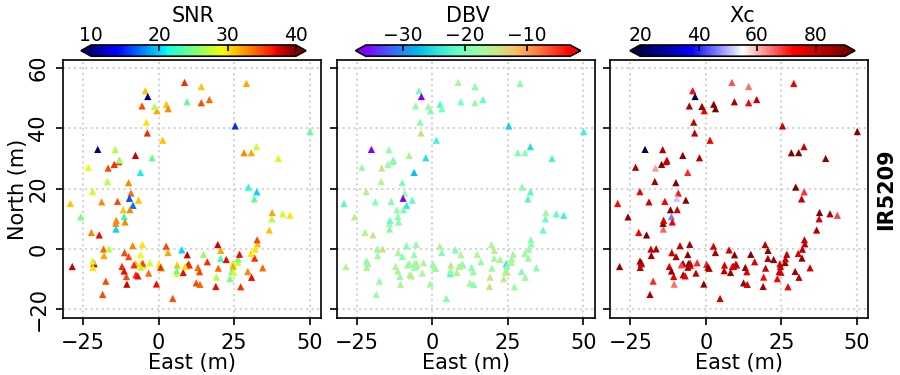 SNR DBV Xc
10 20 30 40 −30 −20 −10 20 40 60 80
60
40
20
0
−20
North (m)
IR5209
−25 0 25 50 −25 0 25 50 −25 0 25 50
East (m) East (m) East (m)